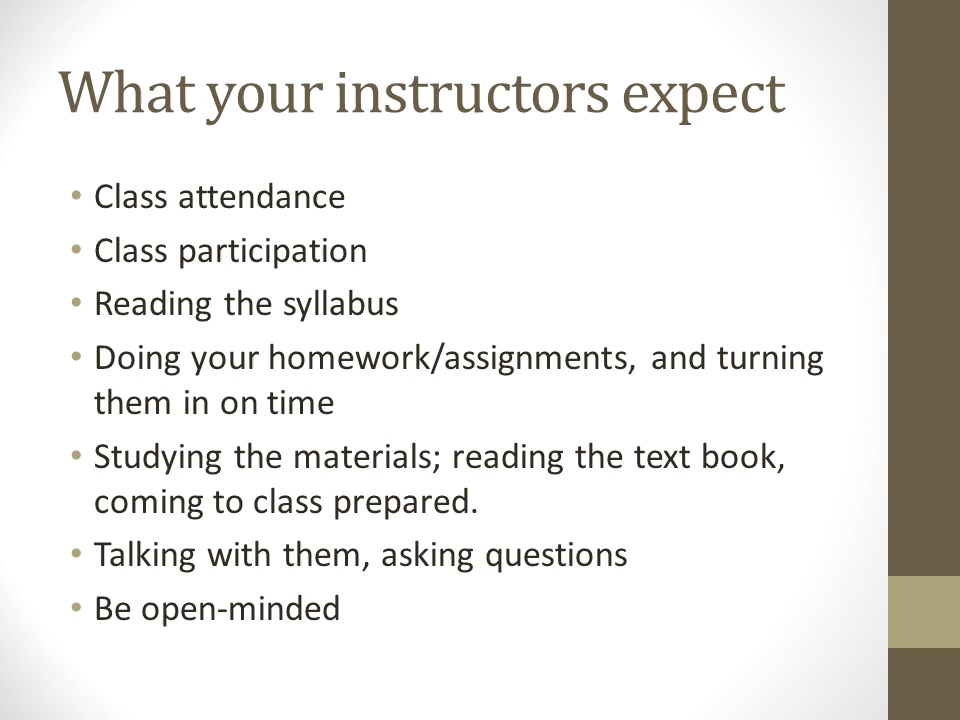 What your instructors expect
• Class attendance
• Class participation
• Reading the syllabus
• Doing your homework/assignments, and turning
them in on time
• Studying the materials; reading the text book,
coming to class prepared.
• Talking with them, asking questions
• Be open-minded